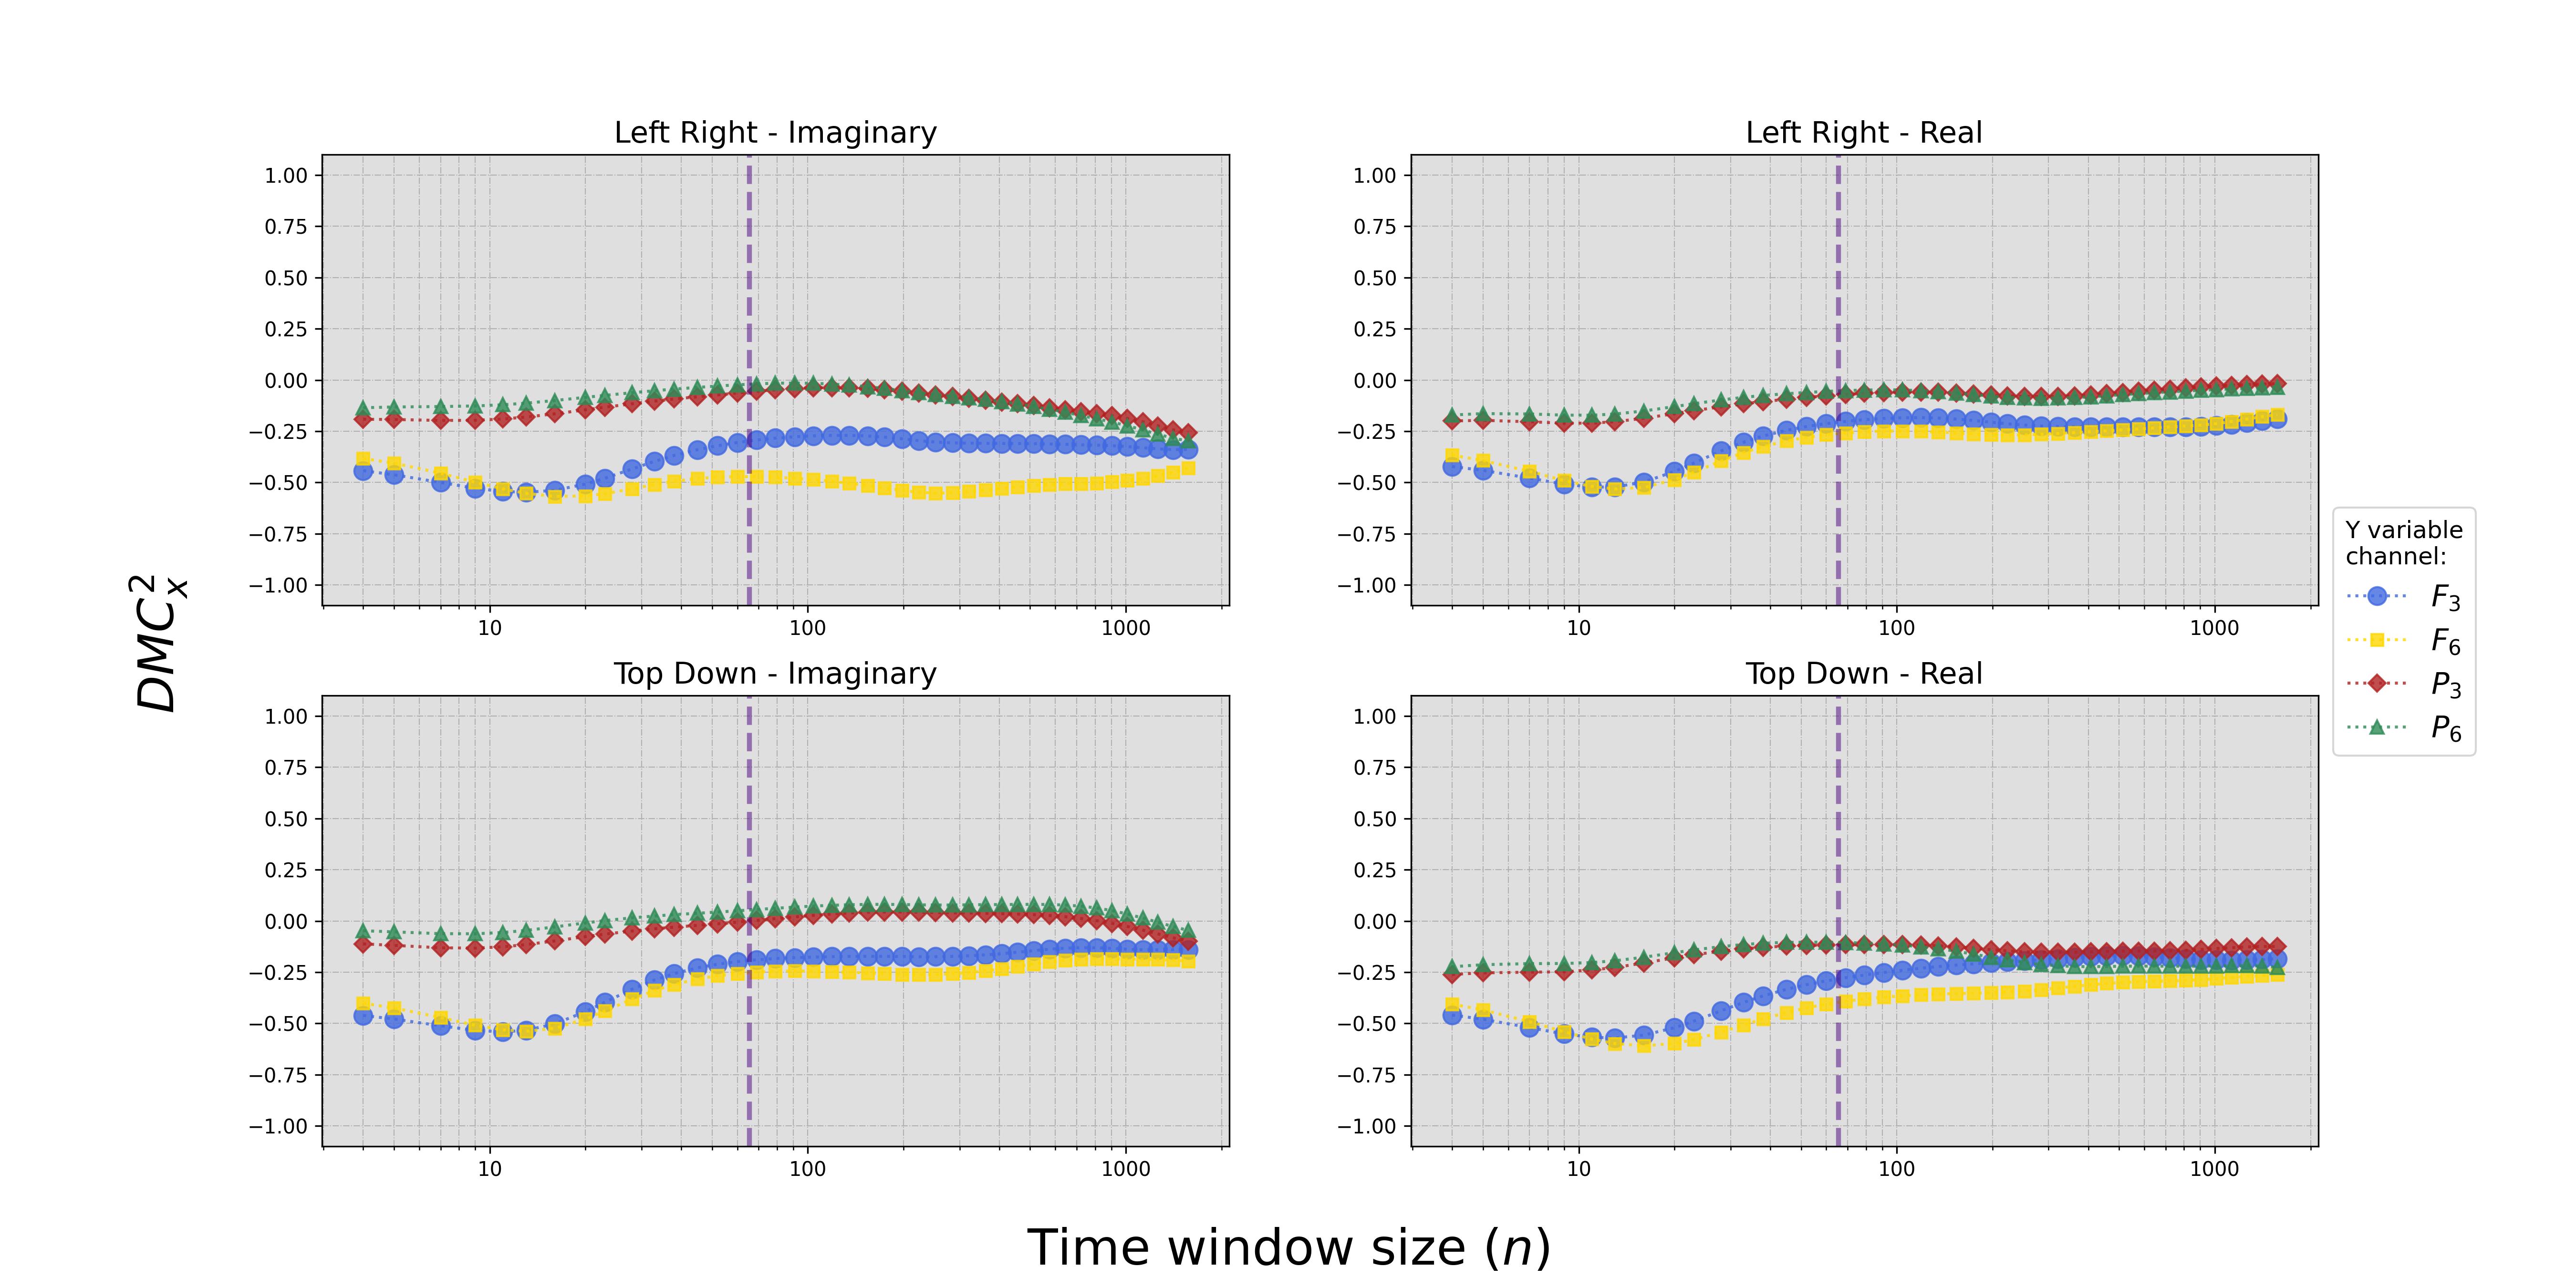 Left Right - Imaginary
1.00
0.75
0.50
0.25
0.00
−0.25
−0.50
−0.75
−1.00
10 100 1000
Left Right - Real
1.00
0.75
0.50
0.25
0.00
−0.25
−0.50
−0.75
−1.00
10 100 1000
Top Down - Imaginary
1.00
0.75
0.50
0.25
0.00
−0.25
−0.50
−0.75
−1.00
10 100 1000
Top Down - Real
1.00
0.75
0.50
0.25
0.00
−0.25
−0.50
−0.75
−1.00
10 100 1000
Y variable
channel:
F₃
F₆
P₃
P₆
DMC²ₓ
Time window size (n)